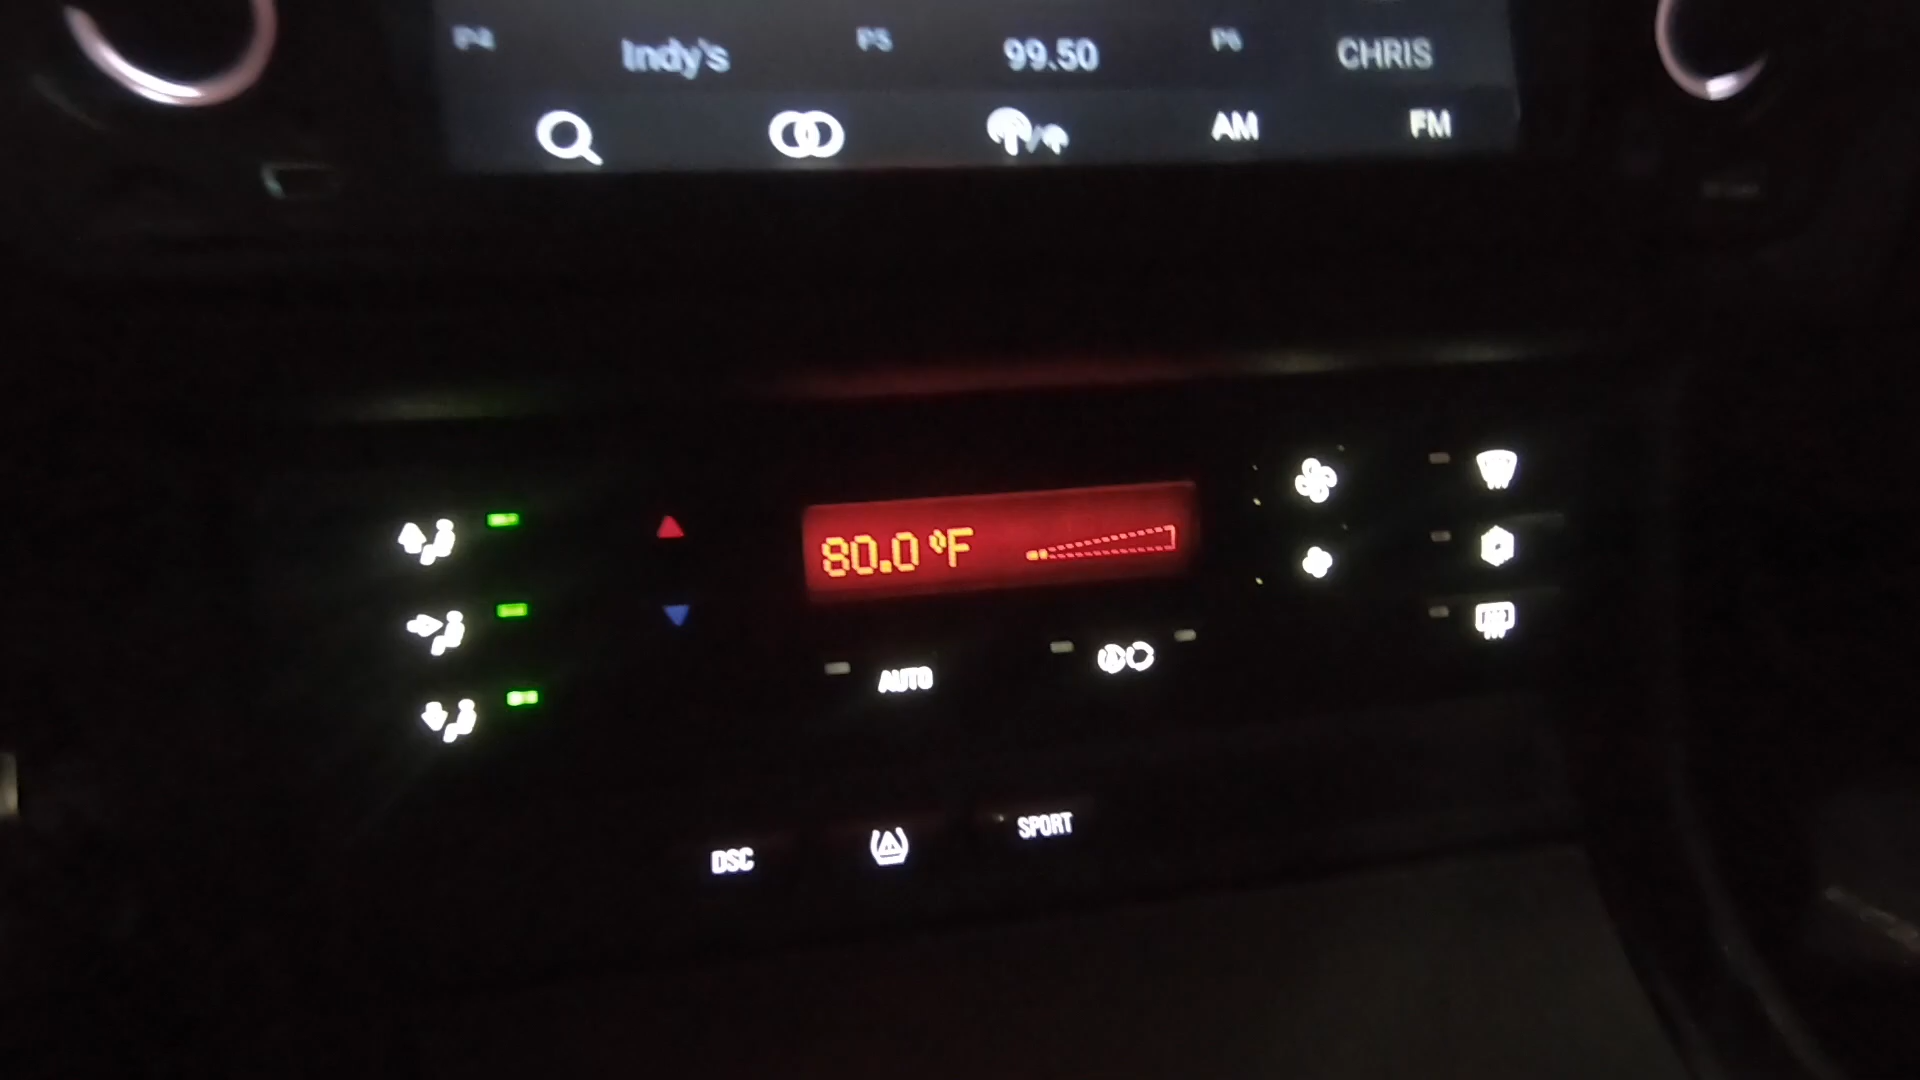 P4 Indy's P5 99.50 P6 CHRIS
AM FM
80.0 °F
AUTO
DSC SPORT